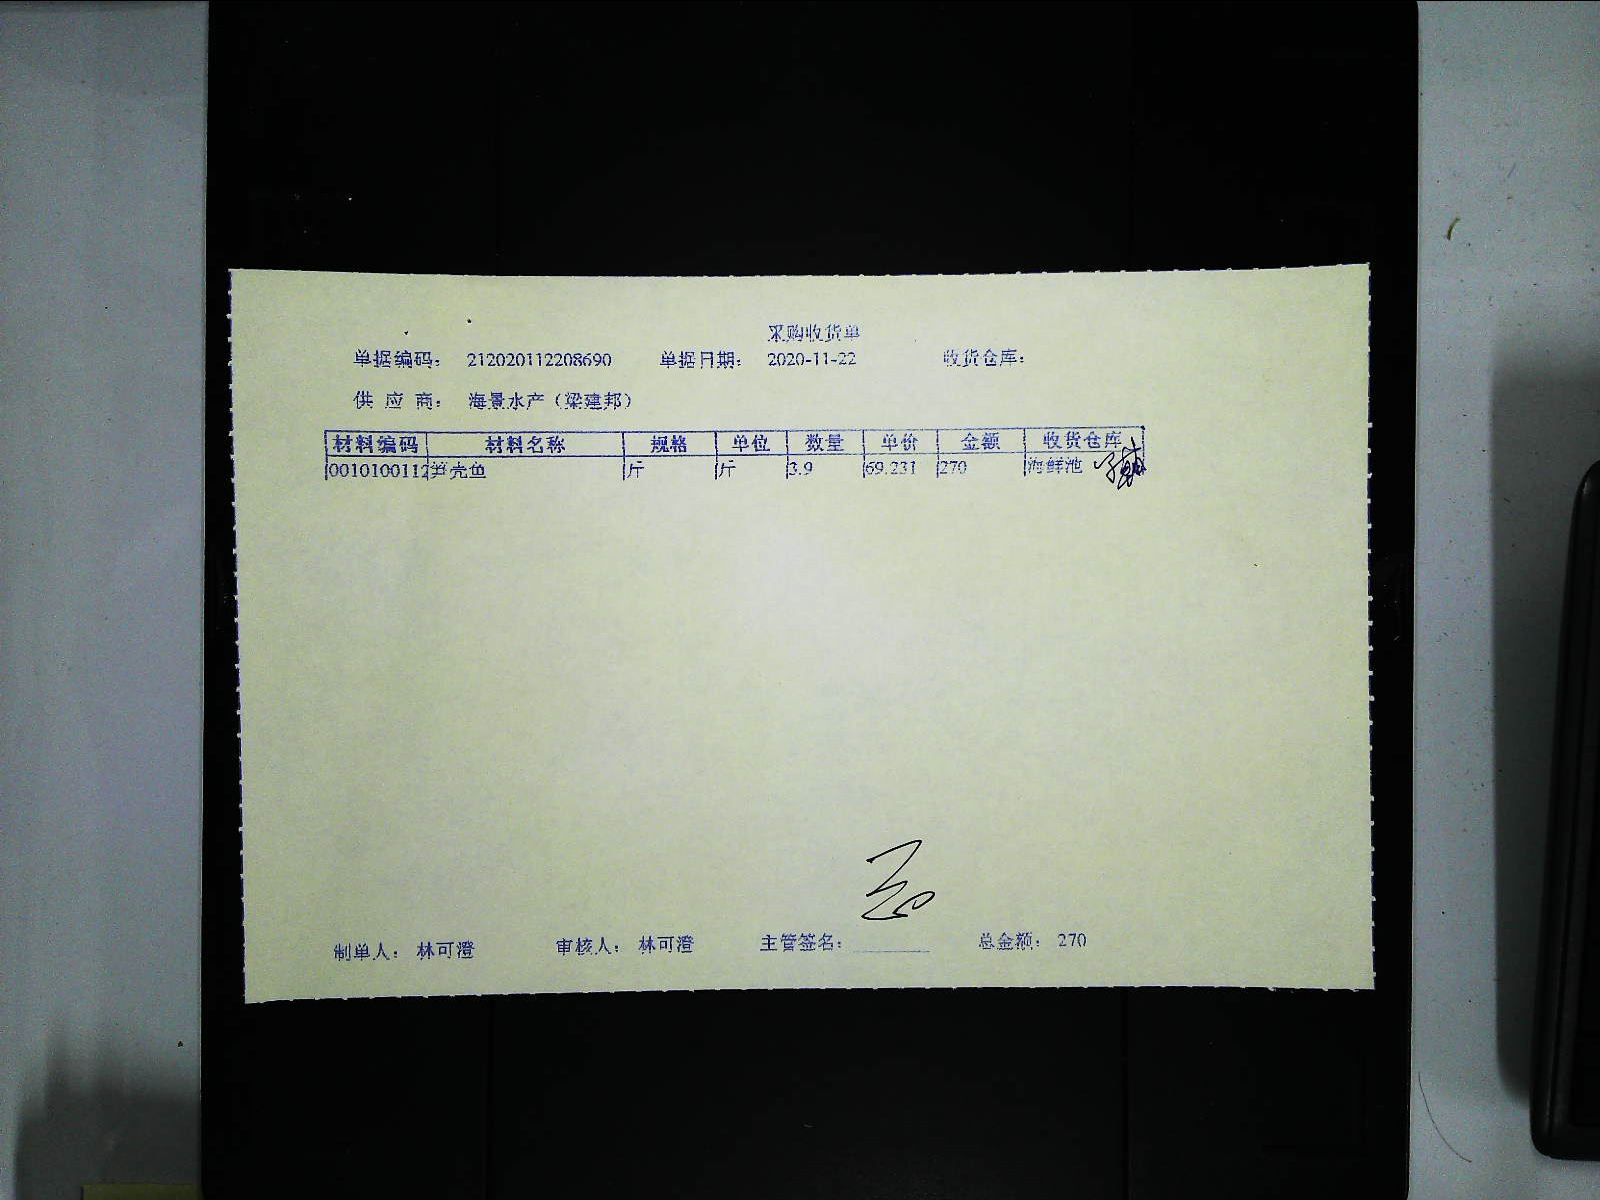 采购收货单
单据编码： 212020112208690 单据日期： 2020-11-22 收货仓库：
供 应 商： 海景水产（梁建邦）
材料编码 材料名称 规格 单位 数量 单价 金额 收货仓库
0010100112 笋壳鱼 斤 斤 3.9 69.231 270 海鲜池
制单人： 林可澄 审核人： 林可澄 主管签名： 总金额： 270